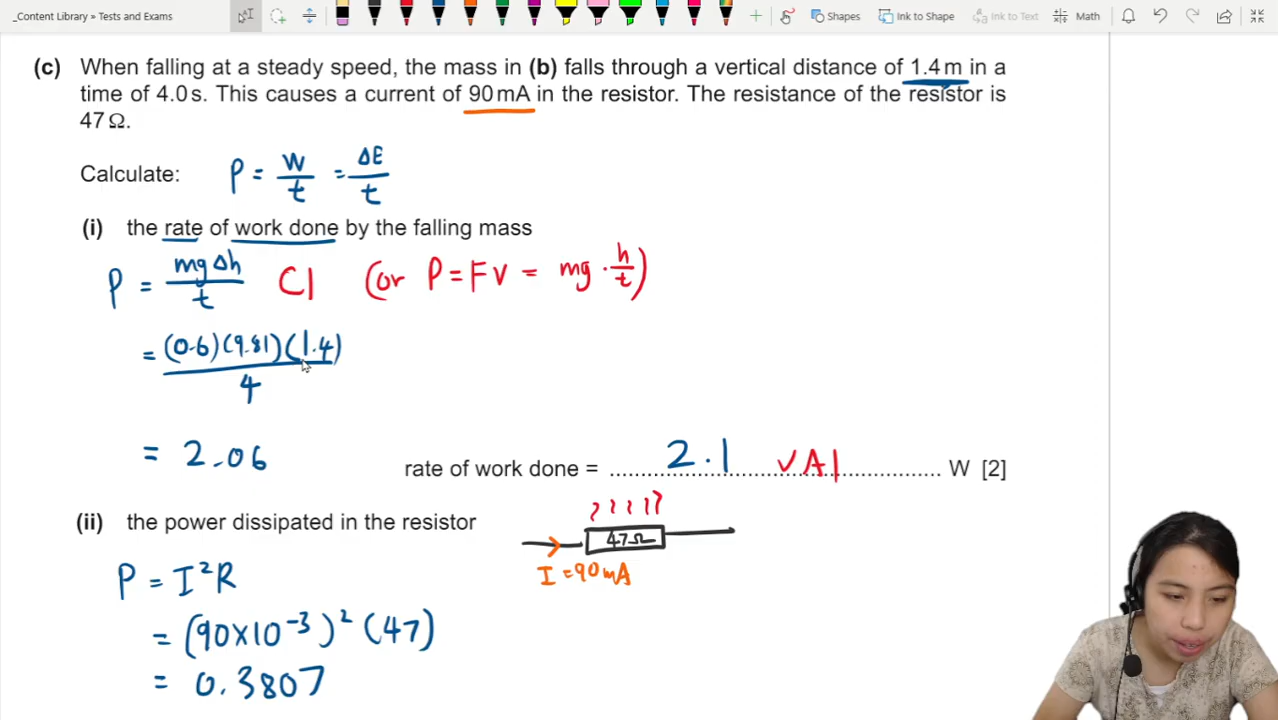 _Content Library » Tests and Exams
Shapes
Ink to Shape
Ink to Text
Math
(c) When falling at a steady speed, the mass in (b) falls through a vertical distance of 1.4 m in a
time of 4.0 s. This causes a current of 90 mA in the resistor. The resistance of the resistor is
47 Ω.
Calculate: P = W/t = ΔE/t
(i) the rate of work done by the falling mass
P = mgΔh/t C1 (or P = FV = mg · h/t)
= (0.6)(9.81)(1.4)/4
= 2.06
rate of work done = 2.1 ✓A1 W [2]
(ii) the power dissipated in the resistor
47Ω
I = 90mA
P = I²R
= (90×10⁻³)² (47)
= 0.3807